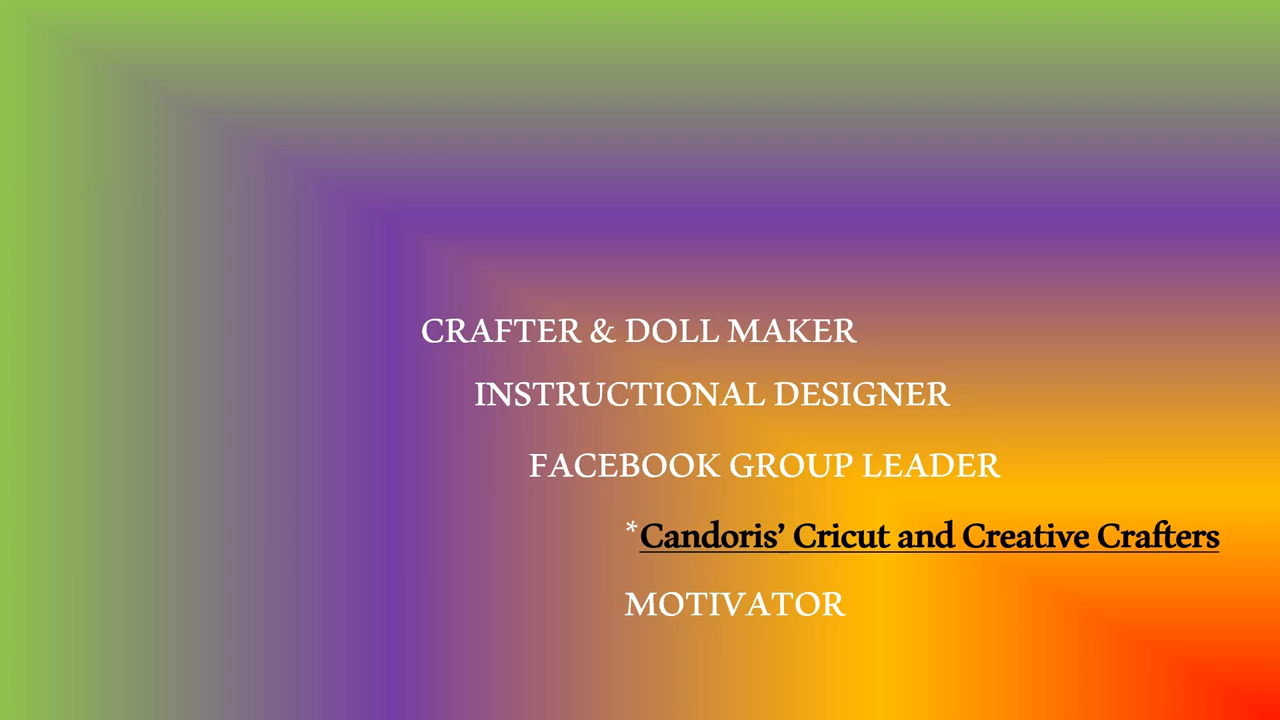 CRAFTER & DOLL MAKER
INSTRUCTIONAL DESIGNER
FACEBOOK GROUP LEADER
*Candoris’ Cricut and Creative Crafters
MOTIVATOR